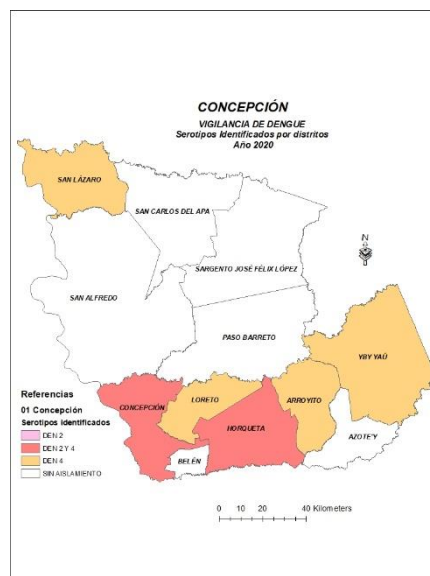 CONCEPCIÓN
VIGILANCIA DE DENGUE
Serotipos Identificados por distritos
Año 2020
SAN LÁZARO
SAN CARLOS DEL APA
N
SARGENTO JOSÉ FÉLIX LÓPEZ
SAN ALFREDO
PASO BARRETO
YBY YAÚ
Referencias
01 Concepción
Serotipos Identificados
DEN 2
DEN 2 Y 4
DEN 4
SIN AISLAMIENTO
CONCEPCIÓN
LORETO
ARROYITO
HORQUETA
AZOTE'Y
BELÉN
0 10 20 40 Kilometers